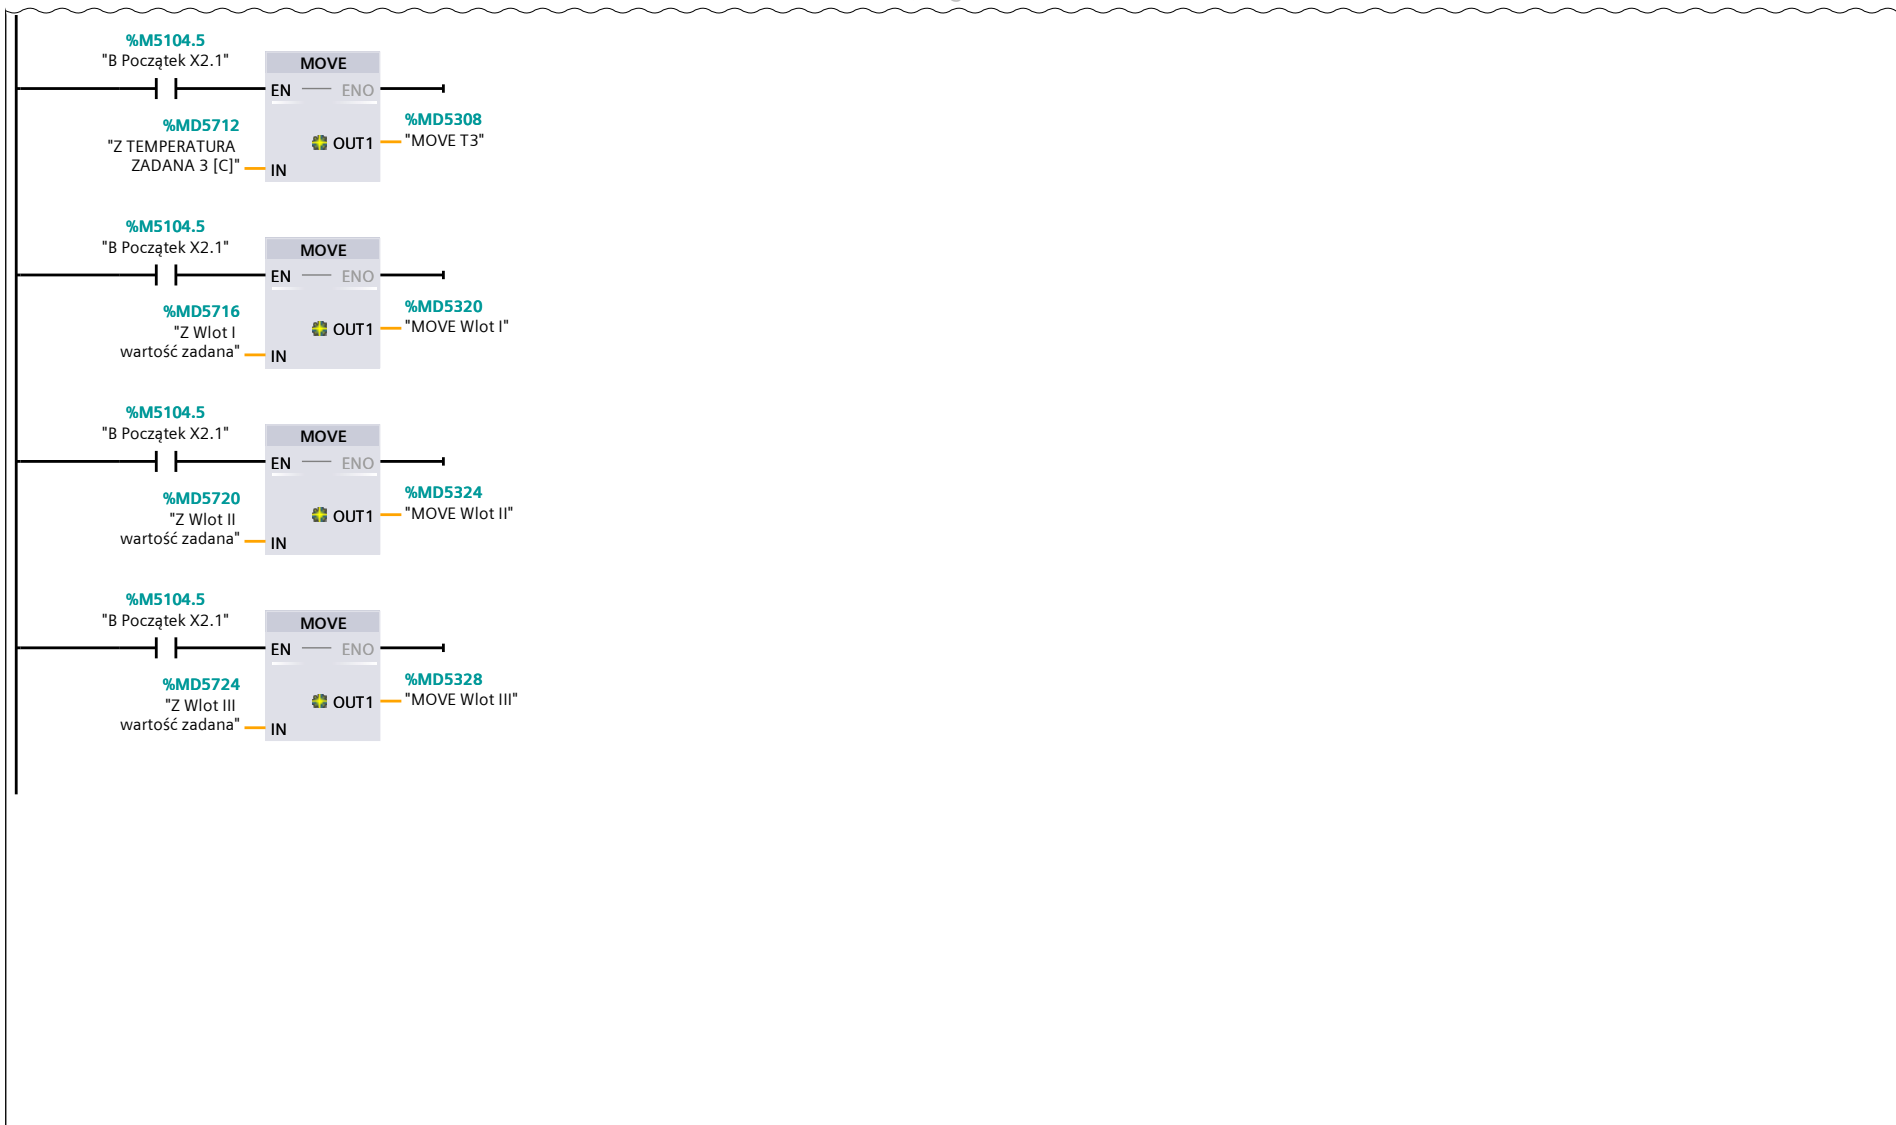 %M5104.5
"B Początek X2.1"
MOVE
EN
ENO
%MD5712
"Z TEMPERATURA
ZADANA 3 [C]"
IN
OUT1
%MD5308
"MOVE T3"
%M5104.5
"B Początek X2.1"
MOVE
EN
ENO
%MD5716
"Z Wlot I
wartość zadana"
IN
OUT1
%MD5320
"MOVE Wlot I"
%M5104.5
"B Początek X2.1"
MOVE
EN
ENO
%MD5720
"Z Wlot II
wartość zadana"
IN
OUT1
%MD5324
"MOVE Wlot II"
%M5104.5
"B Początek X2.1"
MOVE
EN
ENO
%MD5724
"Z Wlot III
wartość zadana"
IN
OUT1
%MD5328
"MOVE Wlot III"